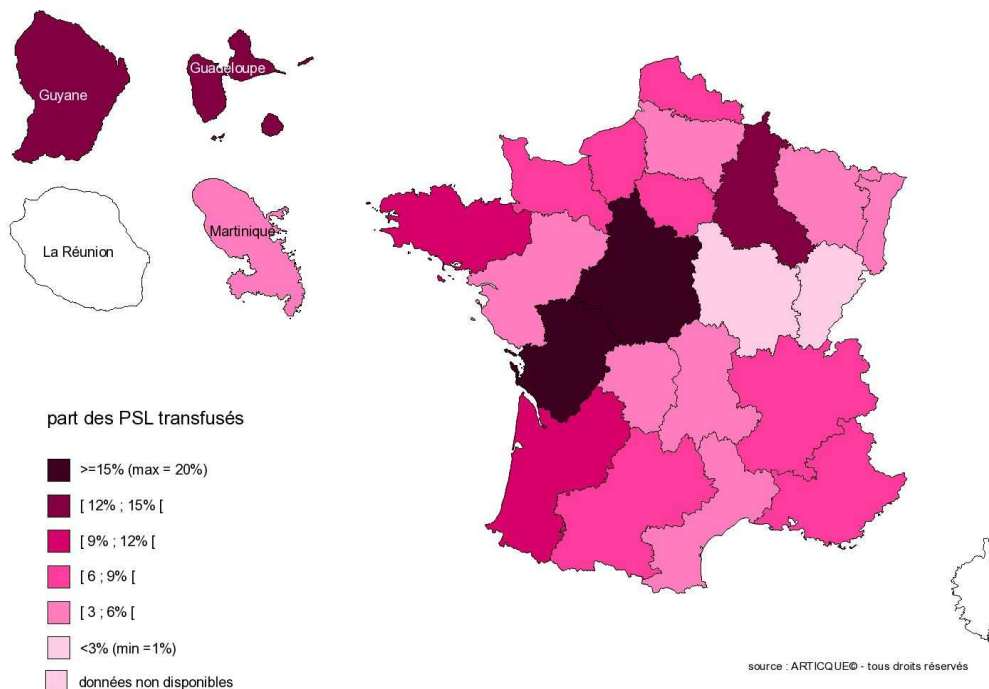 Guyane
Guadeloupe
La Réunion
Martinique
part des PSL transfusés
>=15% (max = 20%)
[ 12% ; 15% [
[ 9% ; 12% [
[ 6 ; 9% [
[ 3 ; 6% [
<3% (min =1%)
données non disponibles
source : ARTICQUE© - tous droits réservés